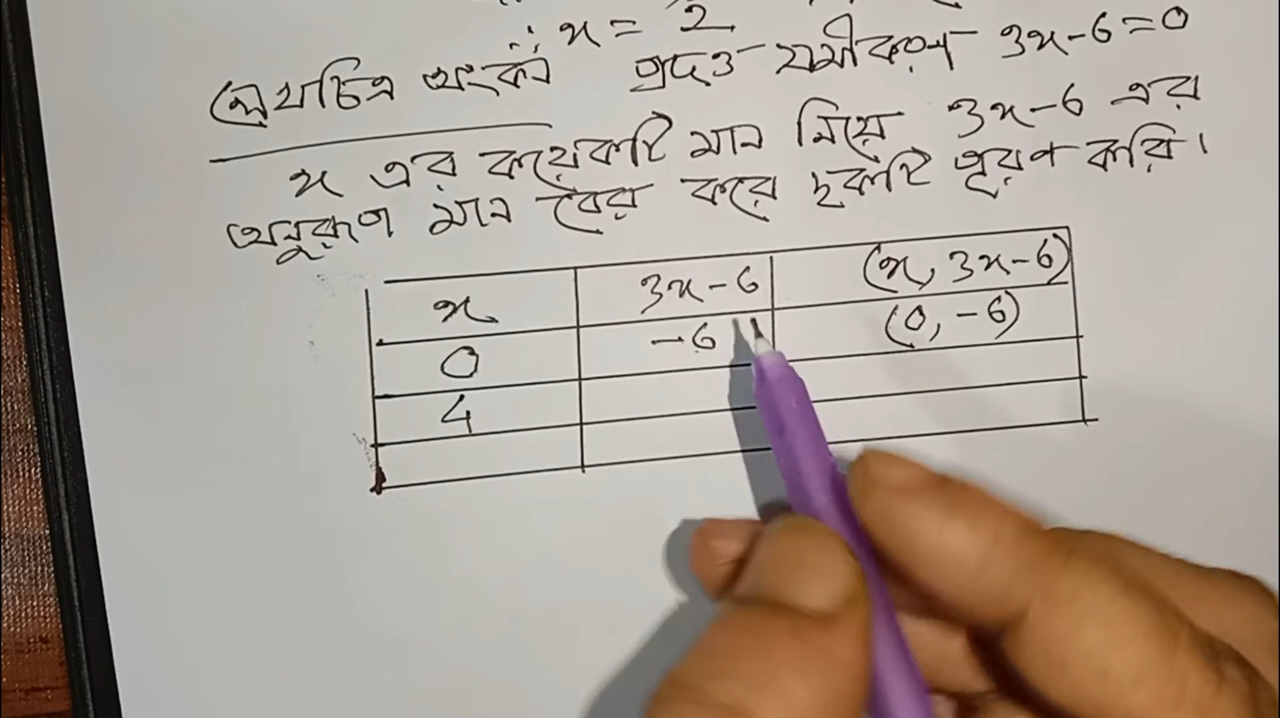 ∴ x = 2
লেখচিত্র অংকন প্রদত্ত সমীকরণ 3x-6=0
x এর কয়েকটি মান নিয়ে 3x-6 এর
অনুরূপ মান বের করে ছকটি পূরণ করি।
x 3x-6 (x, 3x-6)
0 -6 (0, -6)
4